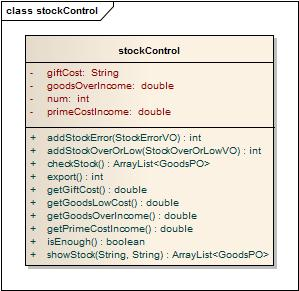 class stockControl
stockControl
- giftCost: String
- goodsOverIncome: double
- num: int
- primeCostIncome: double
+ addStockError(StockErrorVO) : int
+ addStockOverOrLow(StockOverOrLowVO) : int
+ checkStock() : ArrayList<GoodsPO>
+ export() : int
+ getGiftCost() : double
+ getGoodsLowCost() : double
+ getGoodsOverIncome() : double
+ getPrimeCostIncome() : double
+ isEnough() : boolean
+ showStock(String, String) : ArrayList<GoodsPO>